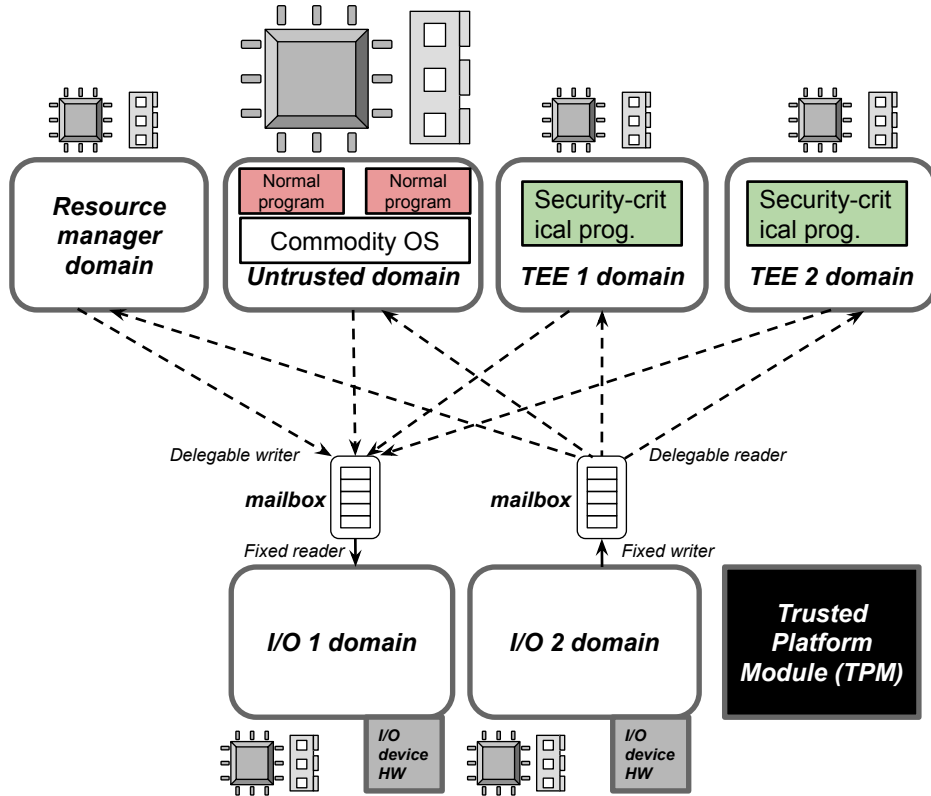 Resource
manager
domain
Normal
program
Normal
program
Commodity OS
Untrusted domain
Security-crit
ical prog.
TEE 1 domain
Security-crit
ical prog.
TEE 2 domain
Delegable writer
Delegable reader
mailbox
mailbox
Fixed reader
Fixed writer
I/O 1 domain
I/O 2 domain
Trusted
Platform
Module (TPM)
I/O
device
HW
I/O
device
HW